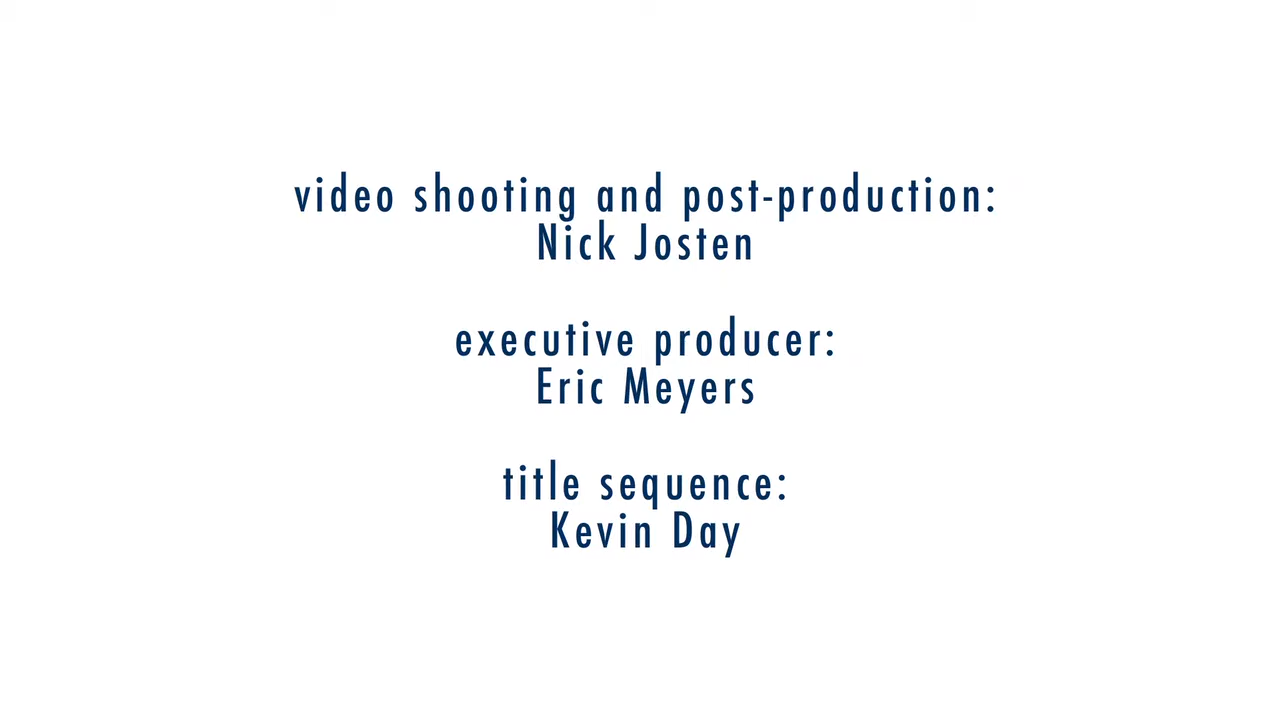 video shooting and post-production:
Nick Josten
executive producer:
Eric Meyers
title sequence:
Kevin Day